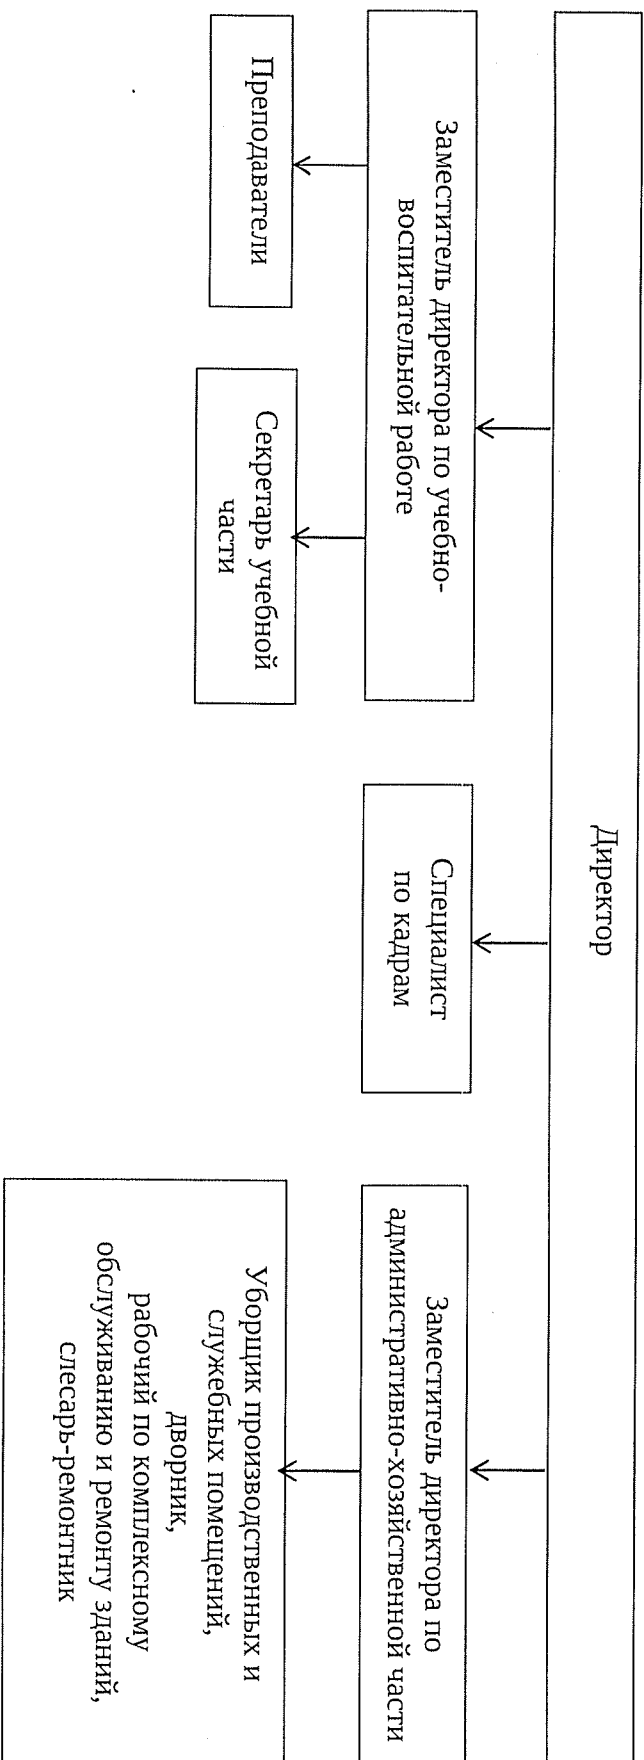 Директор
Заместитель директора по учебно-
воспитательной работе
Специалист
по кадрам
Заместитель директора по
административно-хозяйственной части
Преподаватели
Секретарь учебной
части
Уборщик производственных и
служебных помещений,
дворник,
рабочий по комплексному
обслуживанию и ремонту зданий,
слесарь-ремонтник